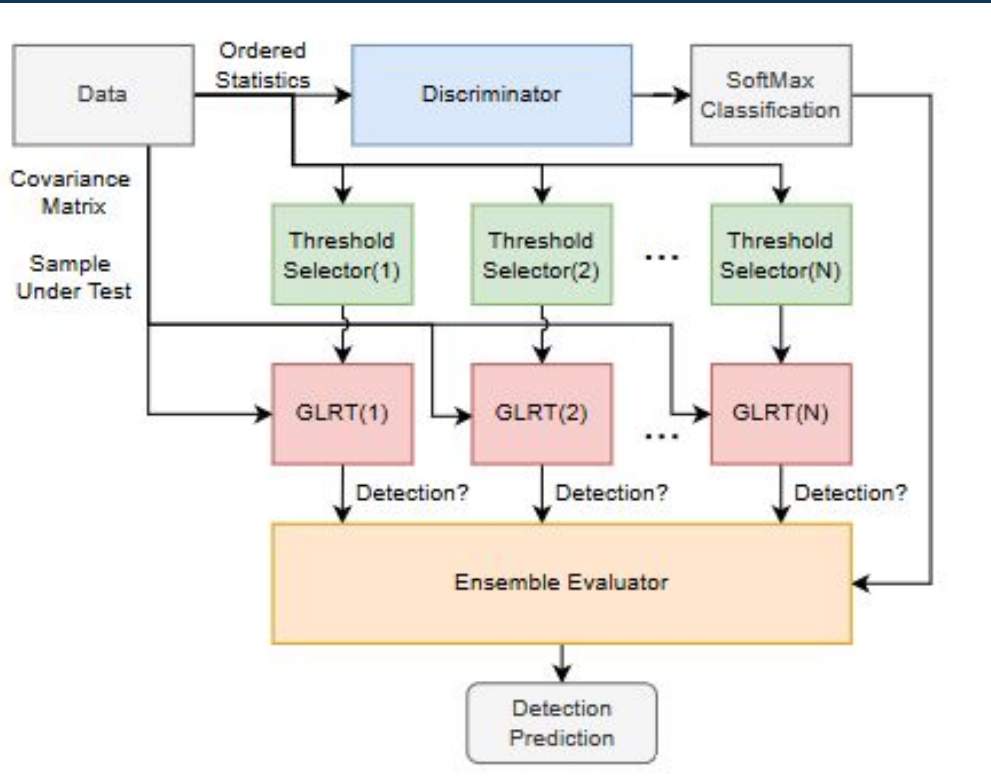 Ordered
Statistics
Data
Discriminator
SoftMax
Classification
Covariance
Matrix
Sample
Under Test
Threshold
Selector(1)
Threshold
Selector(2)
...
Threshold
Selector(N)
GLRT(1)
GLRT(2)
...
GLRT(N)
Detection?
Detection?
Detection?
Ensemble Evaluator
Detection
Prediction